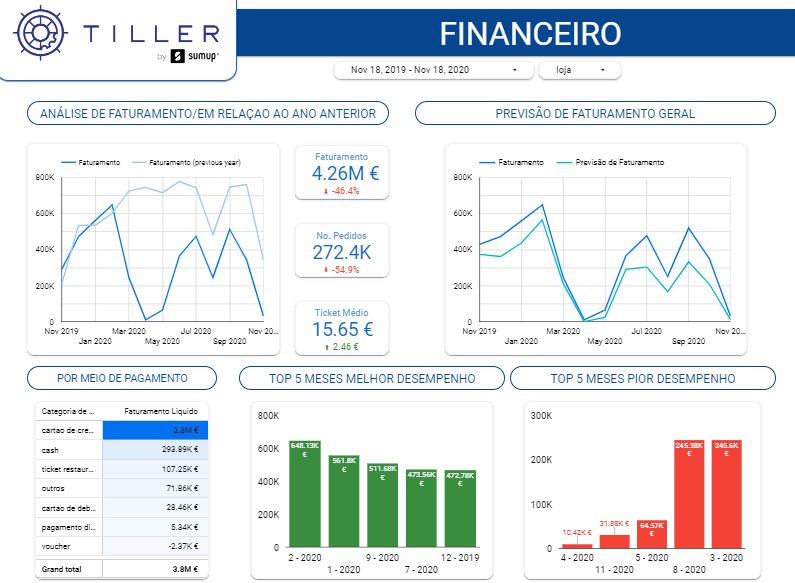 TILLER
by sumup
FINANCEIRO
Nov 18, 2019 - Nov 18, 2020
loja
ANÁLISE DE FATURAMENTO/EM RELAÇAO AO ANO ANTERIOR
PREVISÃO DE FATURAMENTO GERAL
Faturamento Faturamento (previous year)
800K
600K
400K
200K
0
Nov 2019 Mar 2020 Jul 2020 Nov 20…
Jan 2020 May 2020 Sep 2020
Faturamento
4.26M €
-46.4%
No. Pedidos
272.4K
-54.9%
Ticket Médio
15.65 €
2.46 €
Faturamento Previsão de Faturamento
800K
600K
400K
200K
0
Nov 2019 Mar 2020 Jul 2020 Nov 20…
Jan 2020 May 2020 Sep 2020
POR MEIO DE PAGAMENTO
TOP 5 MESES MELHOR DESEMPENHO
TOP 5 MESES PIOR DESEMPENHO
Categoria de ... Faturamento Liquido
cartao de cre... 3.3M €
cash 293.89K €
ticket restaur... 107.25K €
outros 71.86K €
cartao de deb... 28.46K €
pagamento di... 5.34K €
voucher -2.37K €
Grand total 3.8M €
800K
600K
400K
200K
0
648.13K €
561.8K €
511.68K €
473.56K €
472.78K €
2 - 2020 9 - 2020 12 - 2019
1 - 2020 7 - 2020
300K
200K
100K
0
10.42K €
31.88K €
64.57K €
245.38K €
245.6K €
4 - 2020 5 - 2020 3 - 2020
11 - 2020 8 - 2020